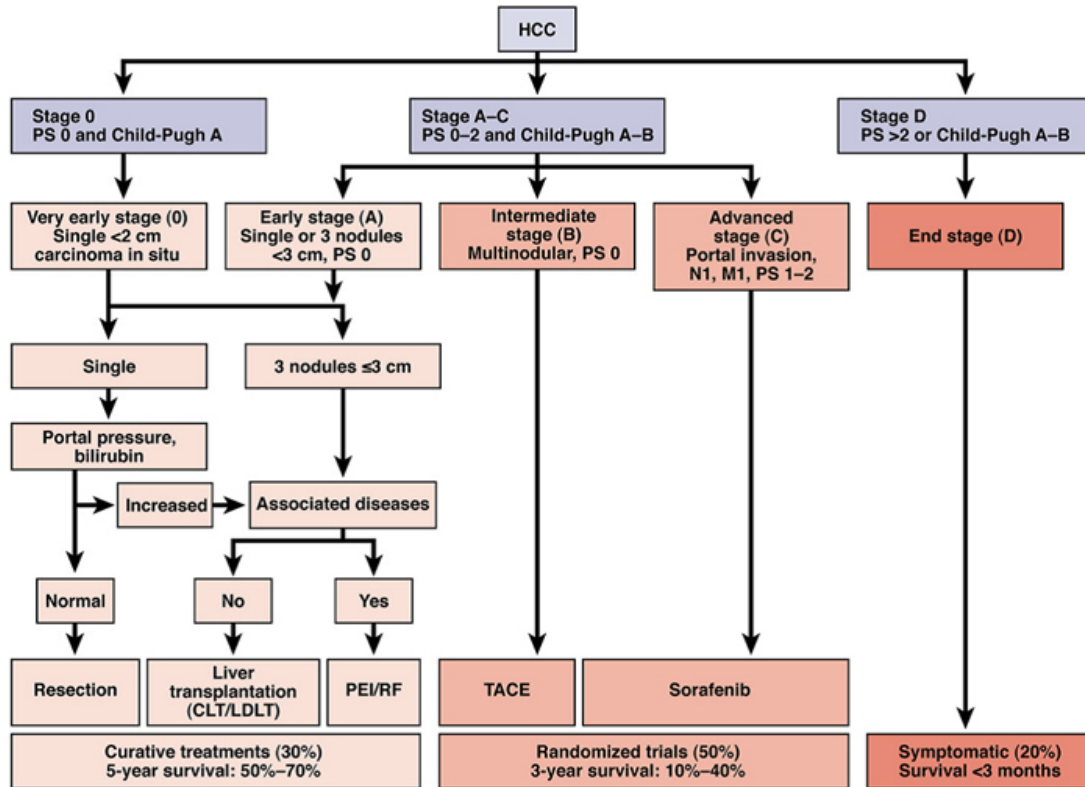 HCC
Stage 0
PS 0 and Child-Pugh A
Stage A–C
PS 0–2 and Child-Pugh A–B
Stage D
PS >2 or Child-Pugh A–B
Very early stage (0)
Single <2 cm
carcinoma in situ
Early stage (A)
Single or 3 nodules
<3 cm, PS 0
Intermediate
stage (B)
Multinodular, PS 0
Advanced
stage (C)
Portal invasion,
N1, M1, PS 1–2
End stage (D)
Single
3 nodules ≤3 cm
Portal pressure,
bilirubin
Increased
Associated diseases
Normal
No
Yes
Resection
Liver
transplantation
(CLT/LDLT)
PEI/RF
TACE
Sorafenib
Curative treatments (30%)
5-year survival: 50%–70%
Randomized trials (50%)
3-year survival: 10%–40%
Symptomatic (20%)
Survival <3 months